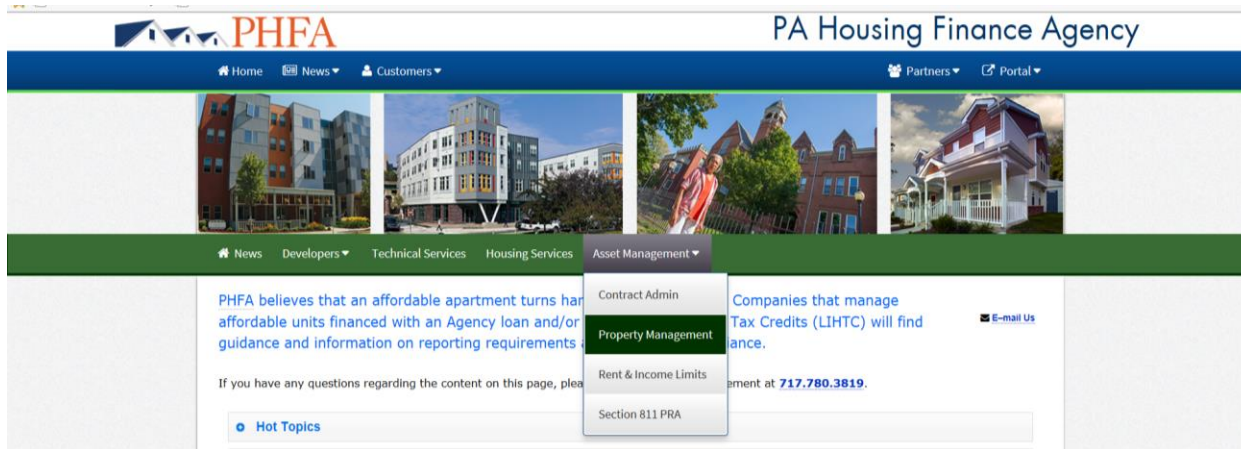 PHFA
PA Housing Finance Agency
Home News Customers Partners Portal
News Developers Technical Services Housing Services Asset Management
Contract Admin
Property Management
Rent & Income Limits
Section 811 PRA
PHFA believes that an affordable apartment turns har Companies that manage
affordable units financed with an Agency loan and/or Tax Credits (LIHTC) will find
guidance and information on reporting requirements ance.
E-mail Us
If you have any questions regarding the content on this page, plea ement at 717.780.3819.
Hot Topics